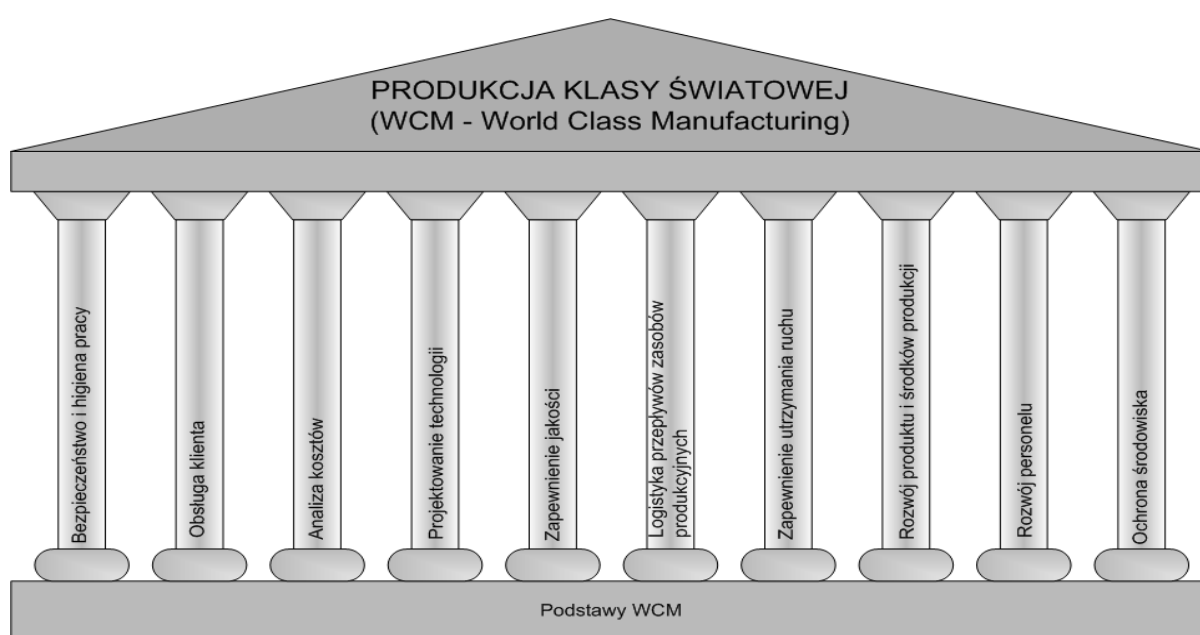 PRODUKCJA KLASY ŚWIATOWEJ
(WCM - World Class Manufacturing)
Bezpieczeństwo i higiena pracy
Obsługa klienta
Analiza kosztów
Projektowanie technologii
Zapewnienie jakości
Logistyka przepływów zasobów
produkcyjnych
Zapewnienie utrzymania ruchu
Rozwój produktu i środków produkcji
Rozwój personelu
Ochrona środowiska
Podstawy WCM